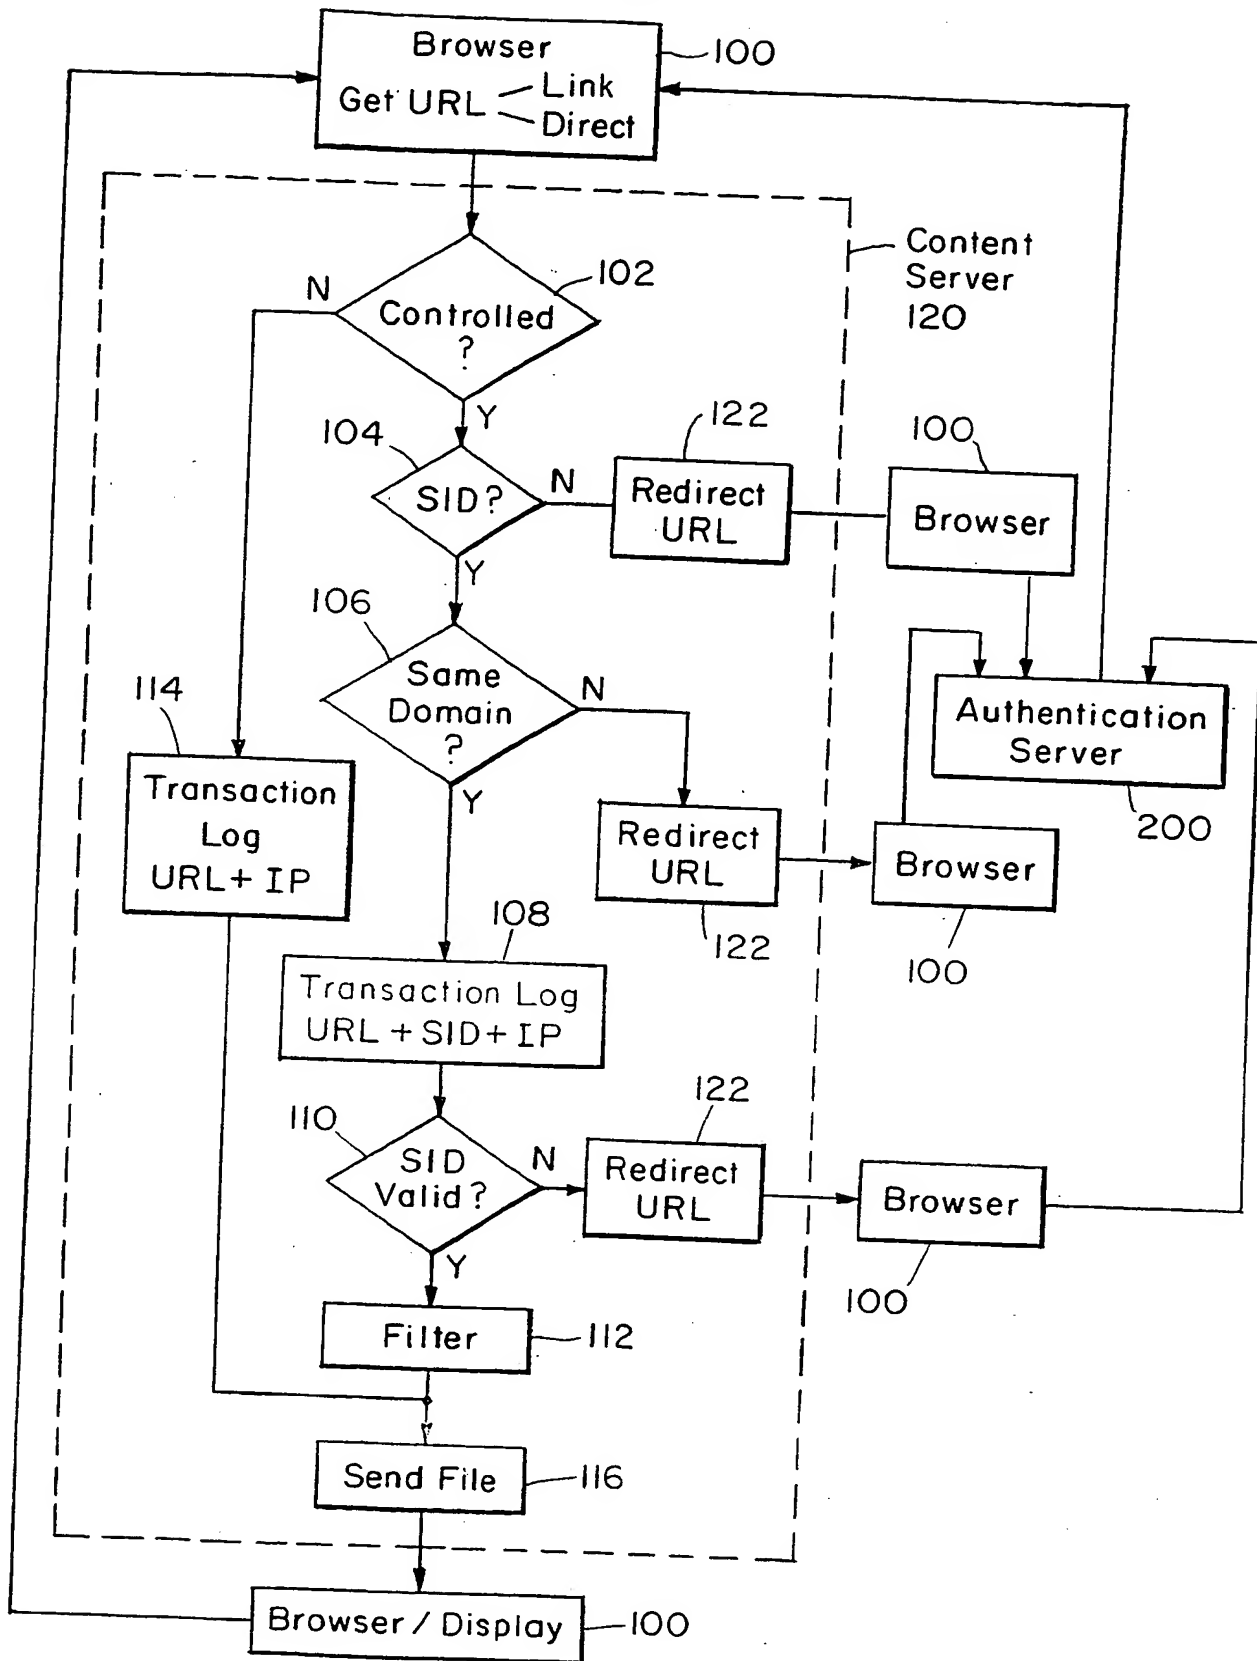 Browser
Get URL Link
Direct
100
Content
Server
120
102
N
Controlled
?
Y
104
SID?
N
122
Redirect
URL
100
Browser
Y
106
Same
Domain
?
N
Y
114
Transaction
Log
URL + IP
Authentication
Server
200
Redirect
URL
122
Browser
100
108
Transaction Log
URL + SID + IP
110
SID
Valid?
N
122
Redirect
URL
Browser
100
Y
Filter
112
Send File
116
Browser / Display
100